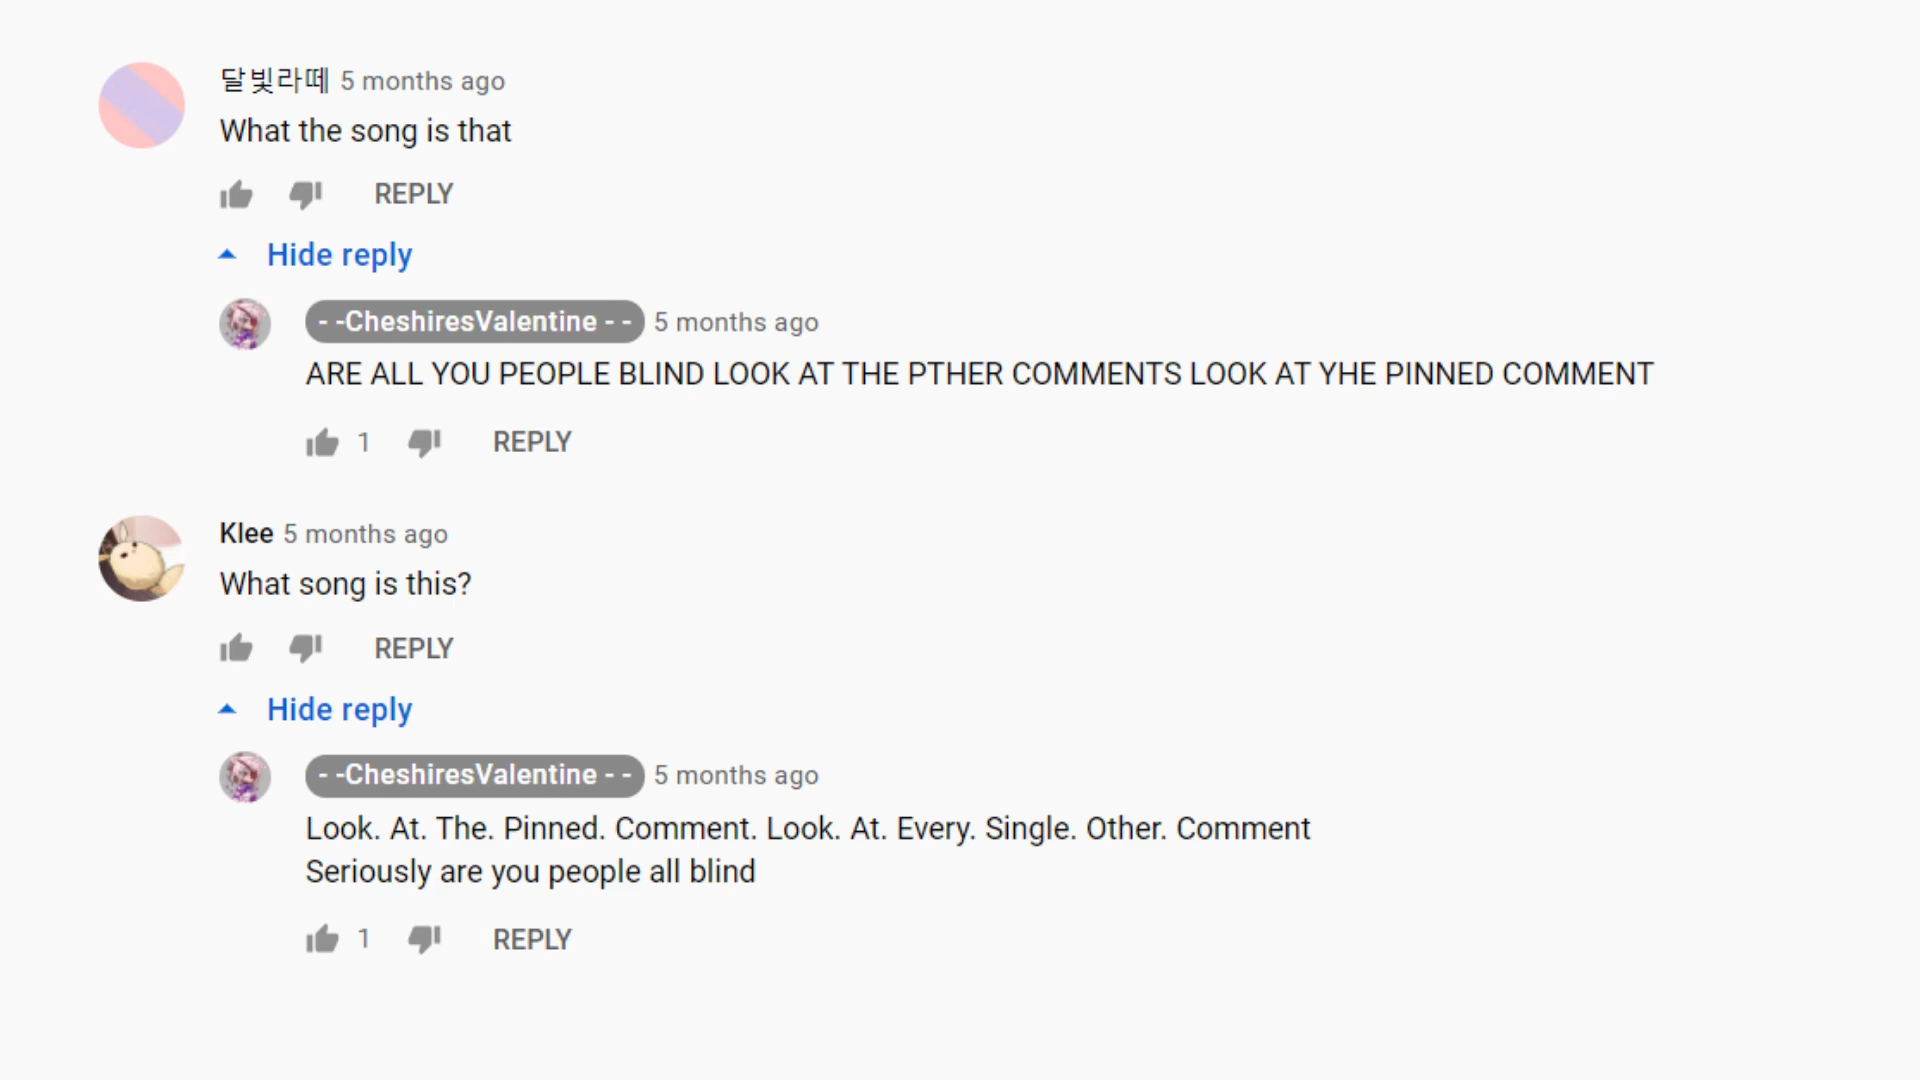 달빛라떼 5 months ago
What the song is that
REPLY
Hide reply
- -CheshiresValentine - - 5 months ago
ARE ALL YOU PEOPLE BLIND LOOK AT THE PTHER COMMENTS LOOK AT YHE PINNED COMMENT
1 REPLY
Klee 5 months ago
What song is this?
REPLY
Hide reply
- -CheshiresValentine - - 5 months ago
Look. At. The. Pinned. Comment. Look. At. Every. Single. Other. Comment
Seriously are you people all blind
1 REPLY